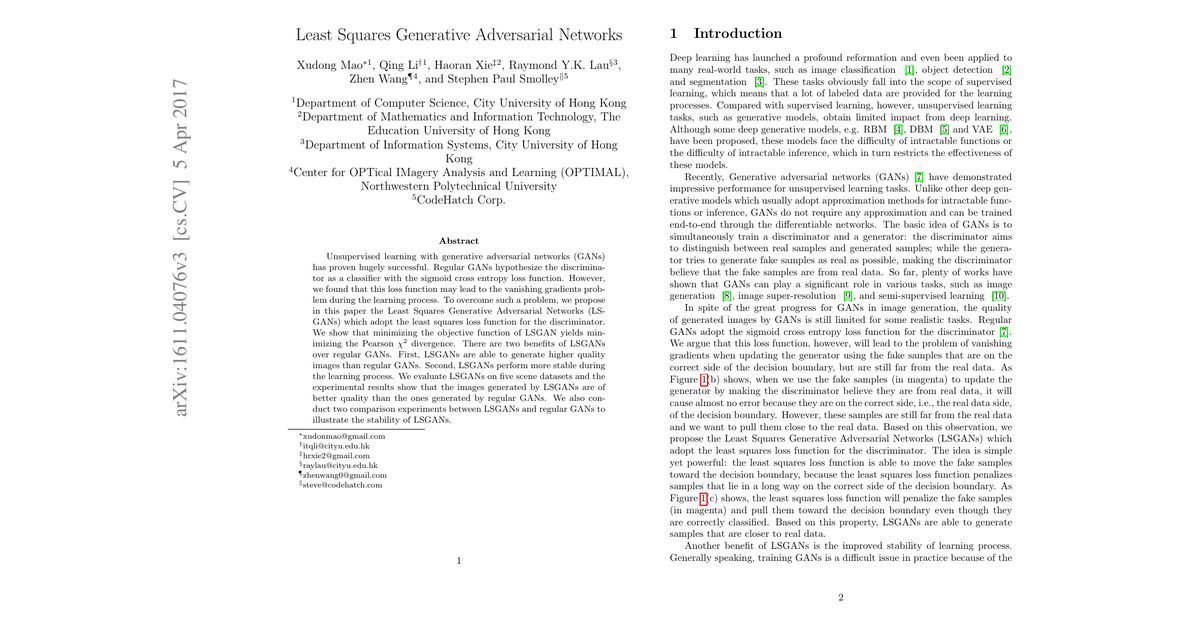 arXiv:1611.04076v3 [cs.CV] 5 Apr 2017
Least Squares Generative Adversarial Networks
Xudong Mao∗1, Qing Li†1, Haoran Xie‡2, Raymond Y.K. Lau§3,
Zhen Wang¶4, and Stephen Paul Smolley‖5
1Department of Computer Science, City University of Hong Kong
2Department of Mathematics and Information Technology, The
Education University of Hong Kong
3Department of Information Systems, City University of Hong
Kong
4Center for OPTical IMagery Analysis and Learning (OPTIMAL),
Northwestern Polytechnical University
5CodeHatch Corp.
Abstract
Unsupervised learning with generative adversarial networks (GANs)
has proven hugely successful. Regular GANs hypothesize the discrimina-
tor as a classifier with the sigmoid cross entropy loss function. However,
we found that this loss function may lead to the vanishing gradients prob-
lem during the learning process. To overcome such a problem, we propose
in this paper the Least Squares Generative Adversarial Networks (LS-
GANs) which adopt the least squares loss function for the discriminator.
We show that minimizing the objective function of LSGAN yields min-
imizing the Pearson χ2 divergence. There are two benefits of LSGANs
over regular GANs. First, LSGANs are able to generate higher quality
images than regular GANs. Second, LSGANs perform more stable during
the learning process. We evaluate LSGANs on five scene datasets and the
experimental results show that the images generated by LSGANs are of
better quality than the ones generated by regular GANs. We also con-
duct two comparison experiments between LSGANs and regular GANs to
illustrate the stability of LSGANs.
∗xudonmao@gmail.com
†itqli@cityu.edu.hk
‡hrxie2@gmail.com
§raylau@cityu.edu.hk
¶zhenwang0@gmail.com
‖steve@codehatch.com
1
1 Introduction
Deep learning has launched a profound reformation and even been applied to
many real-world tasks, such as image classification [1], object detection [2]
and segmentation [3]. These tasks obviously fall into the scope of supervised
learning, which means that a lot of labeled data are provided for the learning
processes. Compared with supervised learning, however, unsupervised learning
tasks, such as generative models, obtain limited impact from deep learning.
Although some deep generative models, e.g. RBM [4], DBM [5] and VAE [6],
have been proposed, these models face the difficulty of intractable functions or
the difficulty of intractable inference, which in turn restricts the effectiveness of
these models.
Recently, Generative adversarial networks (GANs) [7] have demonstrated
impressive performance for unsupervised learning tasks. Unlike other deep gen-
erative models which usually adopt approximation methods for intractable func-
tions or inference, GANs do not require any approximation and can be trained
end-to-end through the differentiable networks. The basic idea of GANs is to
simultaneously train a discriminator and a generator: the discriminator aims
to distinguish between real samples and generated samples; while the genera-
tor tries to generate fake samples as real as possible, making the discriminator
believe that the fake samples are from real data. So far, plenty of works have
shown that GANs can play a significant role in various tasks, such as image
generation [8], image super-resolution [9], and semi-supervised learning [10].
In spite of the great progress for GANs in image generation, the quality
of generated images by GANs is still limited for some realistic tasks. Regular
GANs adopt the sigmoid cross entropy loss function for the discriminator [7].
We argue that this loss function, however, will lead to the problem of vanishing
gradients when updating the generator using the fake samples that are on the
correct side of the decision boundary, but are still far from the real data. As
Figure 1(b) shows, when we use the fake samples (in magenta) to update the
generator by making the discriminator believe they are from real data, it will
cause almost no error because they are on the correct side, i.e., the real data side,
of the decision boundary. However, these samples are still far from the real data
and we want to pull them close to the real data. Based on this observation, we
propose the Least Squares Generative Adversarial Networks (LSGANs) which
adopt the least squares loss function for the discriminator. The idea is simple
yet powerful: the least squares loss function is able to move the fake samples
toward the decision boundary, because the least squares loss function penalizes
samples that lie in a long way on the correct side of the decision boundary. As
Figure 1(c) shows, the least squares loss function will penalize the fake samples
(in magenta) and pull them toward the decision boundary even though they
are correctly classified. Based on this property, LSGANs are able to generate
samples that are closer to real data.
Another benefit of LSGANs is the improved stability of learning process.
Generally speaking, training GANs is a difficult issue in practice because of the
2